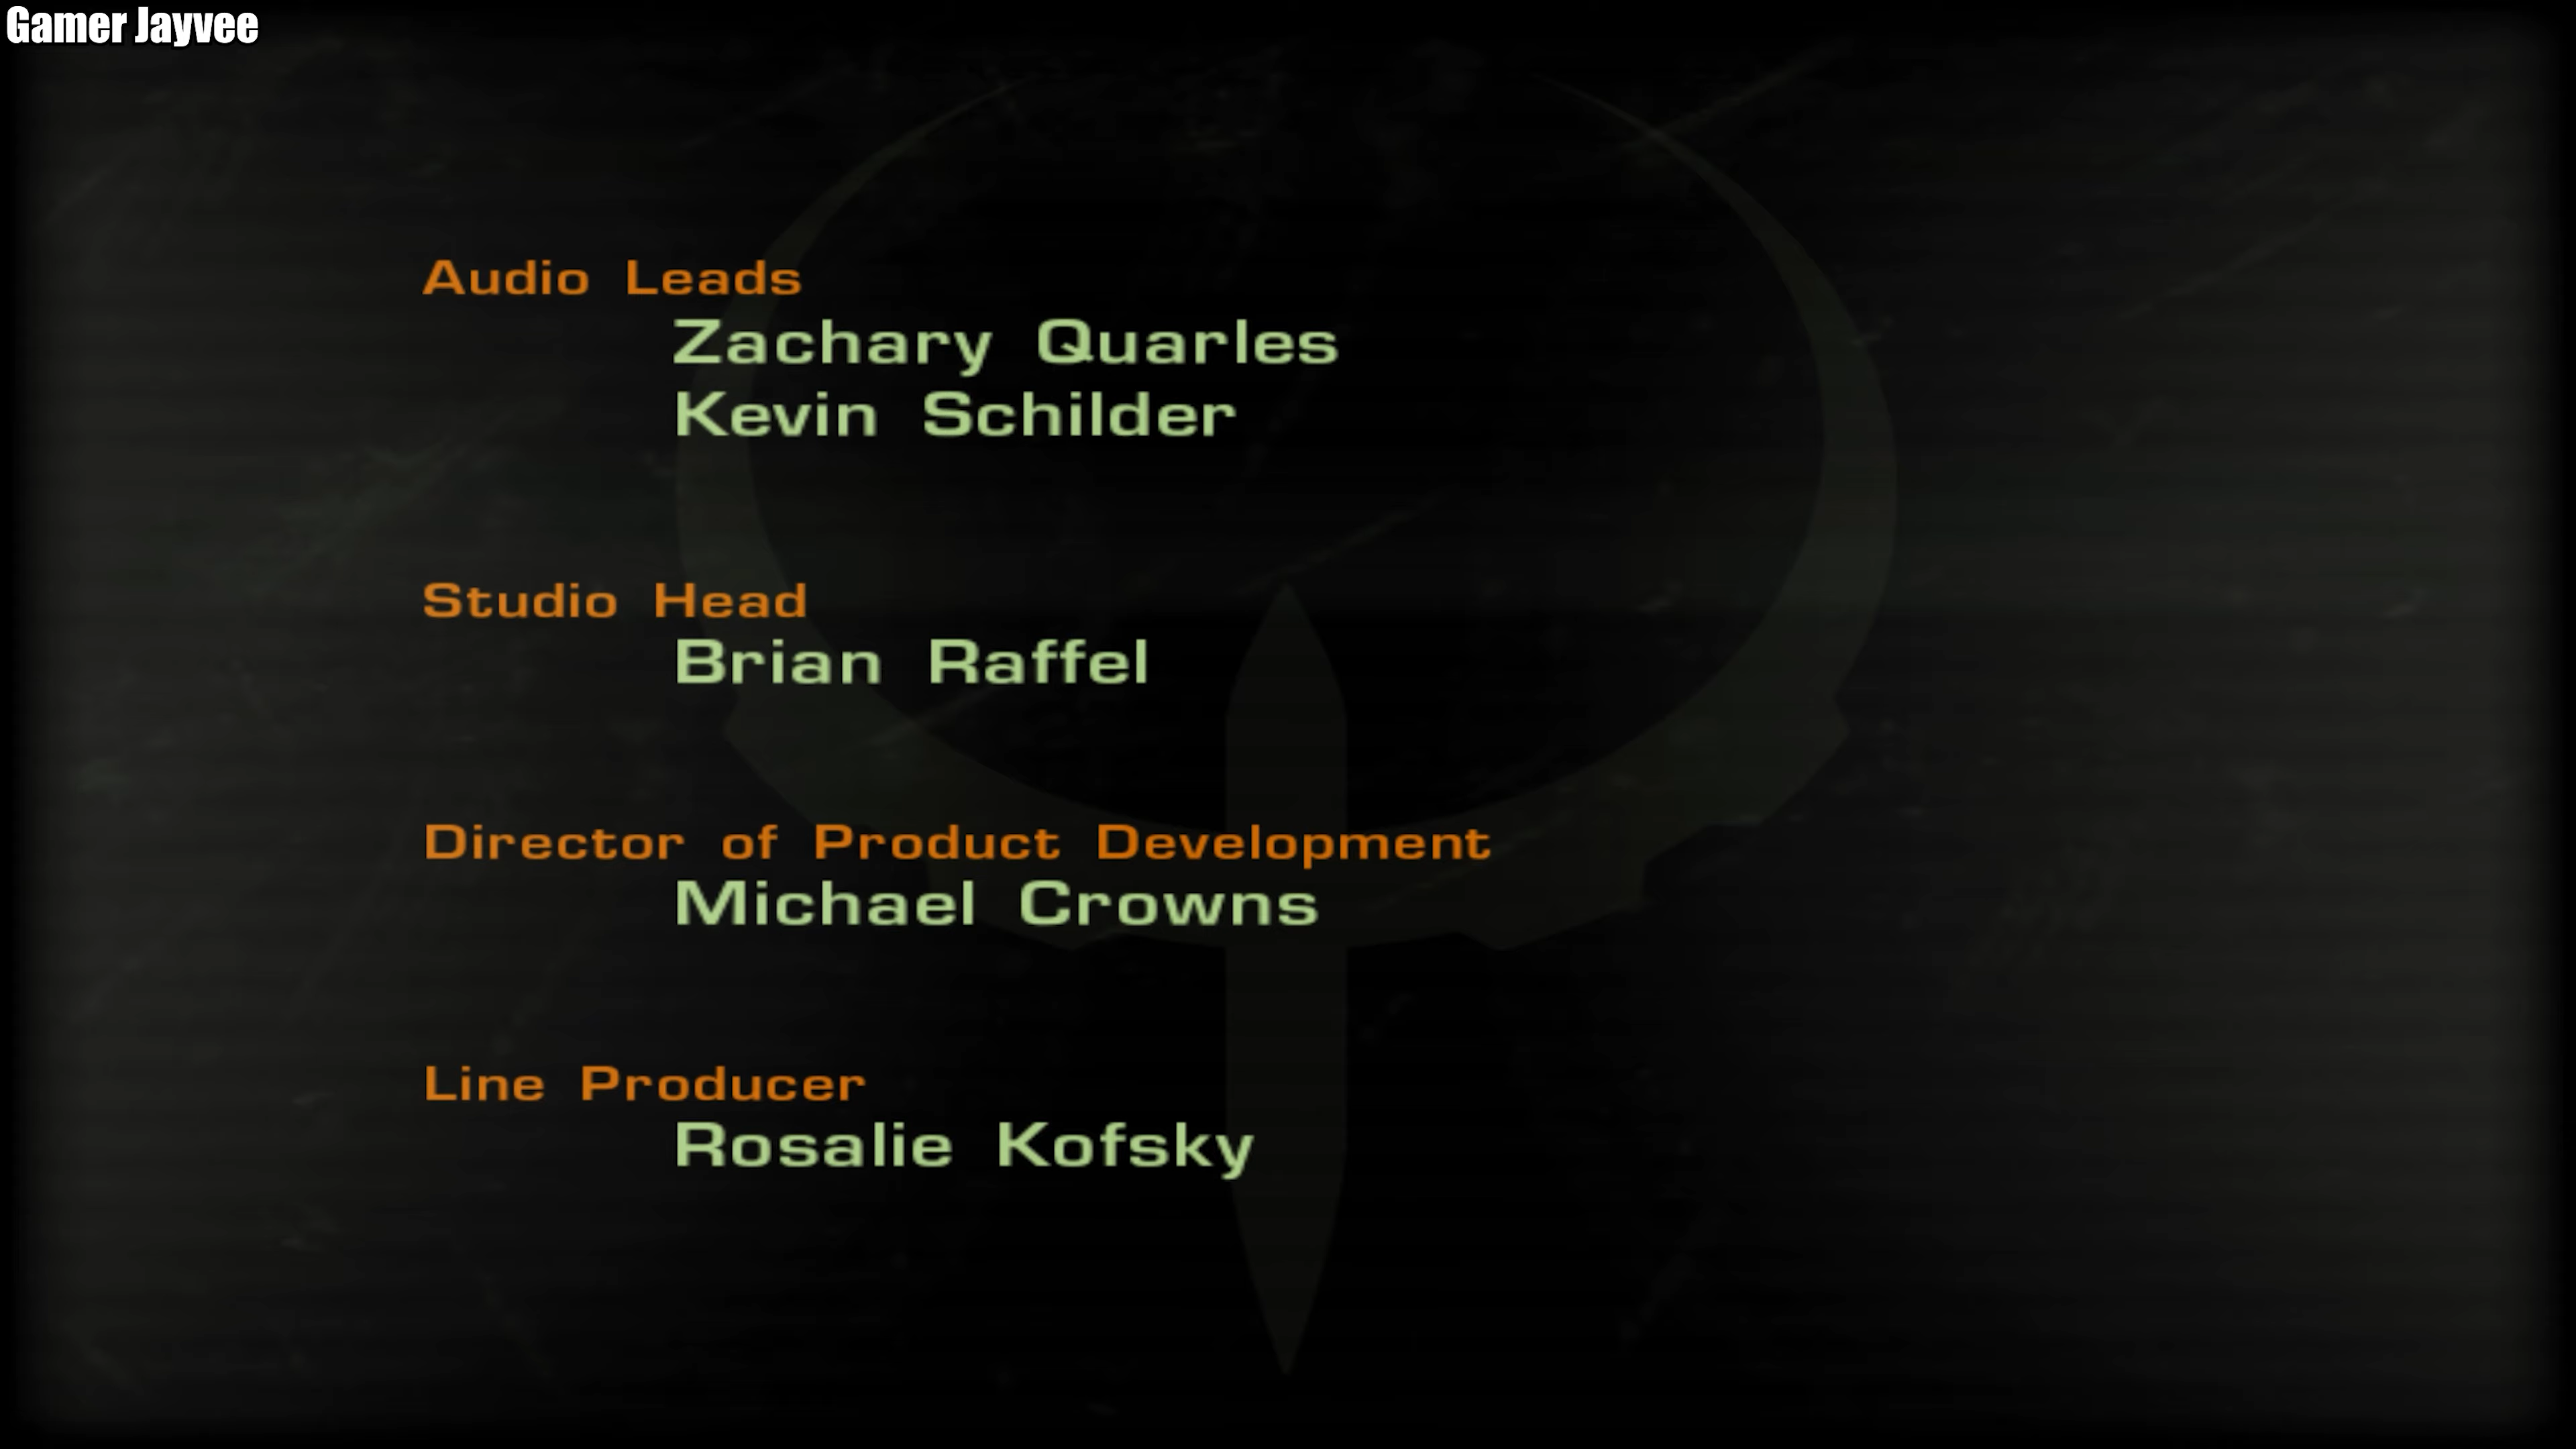 Gamer Jayvee
Audio Leads
Zachary Quarles
Kevin Schilder
Studio Head
Brian Raffel
Director of Product Development
Michael Crowns
Line Producer
Rosalie Kofsky